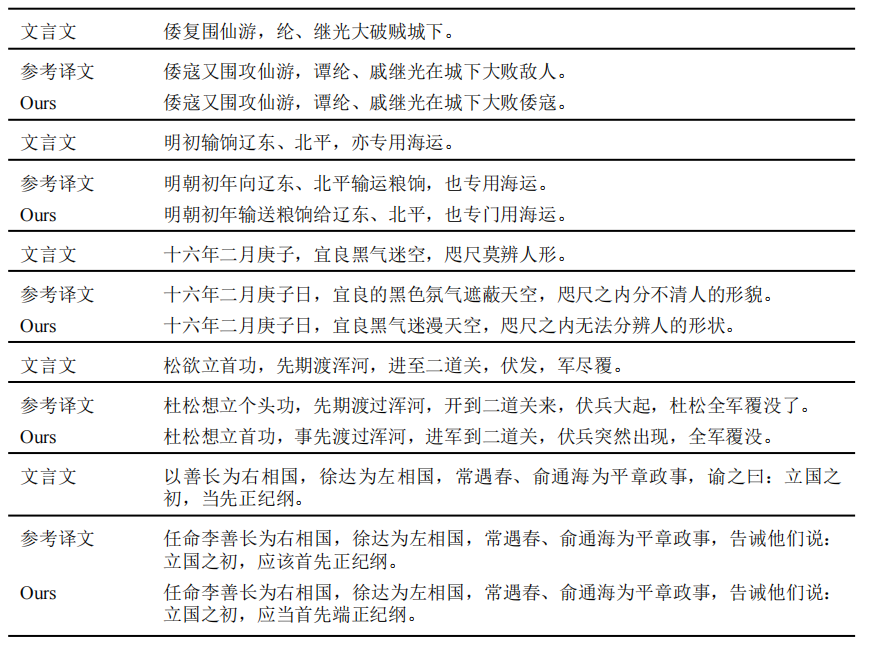 文言文 倭复围仙游，纶、继光大破贼城下。
参考译文 倭寇又围攻仙游，谭纶、戚继光在城下大败敌人。
Ours 倭寇又围攻仙游，谭纶、戚继光在城下大败倭寇。
文言文 明初输饷辽东、北平，亦专用海运。
参考译文 明朝初年向辽东、北平输运粮饷，也专用海运。
Ours 明朝初年输送粮饷给辽东、北平，也专门用海运。
文言文 十六年二月庚子，宜良黑气迷空，咫尺莫辨人形。
参考译文 十六年二月庚子日，宜良的黑色氛气遮蔽天空，咫尺之内分不清人的形貌。
Ours 十六年二月庚子日，宜良黑气迷漫天空，咫尺之内无法分辨人的形状。
文言文 松欲立首功，先期渡浑河，进至二道关，伏发，军尽覆。
参考译文 杜松想立个头功，先期渡过浑河，开到二道关来，伏兵大起，杜松全军覆没了。
Ours 杜松想立首功，事先渡过浑河，进军到二道关，伏兵突然出现，全军覆没。
文言文 以善长为右相国，徐达为左相国，常遇春、俞通海为平章政事，谕之曰：立国之
初，当先正纪纲。
参考译文 任命李善长为右相国，徐达为左相国，常遇春、俞通海为平章政事，告诫他们说：
立国之初，应该首先正纪纲。
Ours 任命李善长为右相国，徐达为左相国，常遇春、俞通海为平章政事，告诫他们说：
立国之初，应当首先端正纪纲。